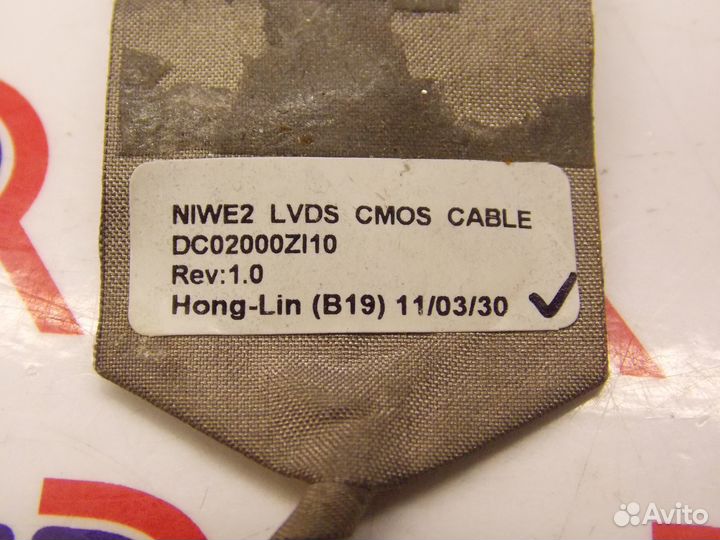 NIWE2 LVDS CMOS CABLE
DC02000ZI10
Rev:1.0
Hong-Lin (B19) 11/03/30
Avito